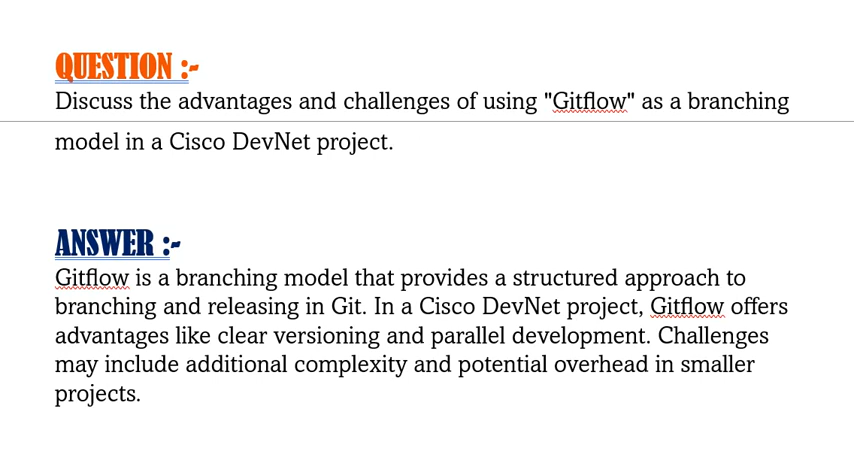 QUESTION :-
Discuss the advantages and challenges of using "Gitflow" as a branching
model in a Cisco DevNet project.
ANSWER :-
Gitflow is a branching model that provides a structured approach to
branching and releasing in Git. In a Cisco DevNet project, Gitflow offers
advantages like clear versioning and parallel development. Challenges
may include additional complexity and potential overhead in smaller
projects.